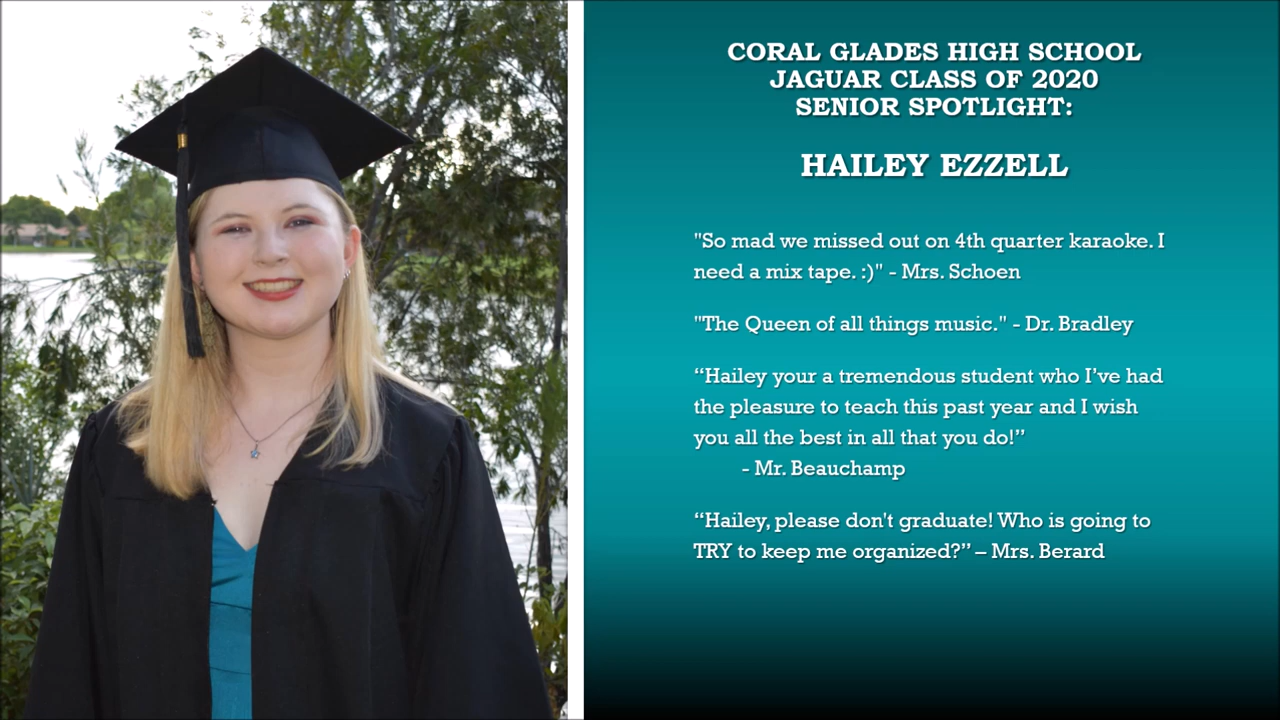 CORAL GLADES HIGH SCHOOL
JAGUAR CLASS OF 2020
SENIOR SPOTLIGHT:
HAILEY EZZELL
"So mad we missed out on 4th quarter karaoke. I
need a mix tape. :)" - Mrs. Schoen
"The Queen of all things music." - Dr. Bradley
“Hailey your a tremendous student who I’ve had
the pleasure to teach this past year and I wish
you all the best in all that you do!”
- Mr. Beauchamp
“Hailey, please don't graduate! Who is going to
TRY to keep me organized?” – Mrs. Berard